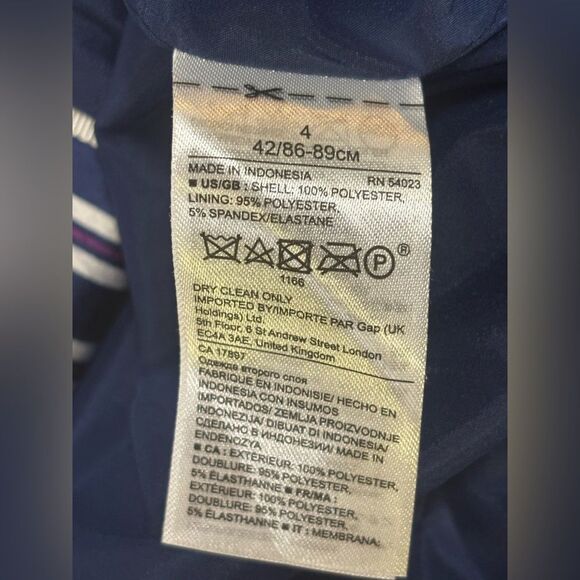 4
42/86-89CM
MADE IN INDONESIA RN 54023
■ US/GB : SHELL: 100% POLYESTER,
LINING: 95% POLYESTER,
5% SPANDEX/ELASTANE
P ®
1166
DRY CLEAN ONLY
IMPORTED BY/IMPORTE PAR Gap (UK
Holdings) Ltd.
5th Floor, 6 St Andrew Street London
EC4A 3AE, United Kingdom
CA 17897
Одежда второго слоя
FABRIQUE EN INDONISIE/ HECHO EN
INDONESIA CON INSUMOS
IMPORTADOS/ ZEMLJA PROIZVODNJE
INDONEZIJA/ DIBUAT DI INDONESIA/
СДЕЛАНО В ИНДОНЕЗИИ/ MADE IN
ENDENOZYA
■ CA : EXTÉRIEUR: 100% POLYESTER,
DOUBLURE: 95% POLYESTER,
5% ÉLASTHANNE ■ FR/MA :
EXTÉRIEUR: 100% POLYESTER,
DOUBLURE: 95% POLYESTER,
5% ÉLASTHANNE ■ IT : MEMBRANA: